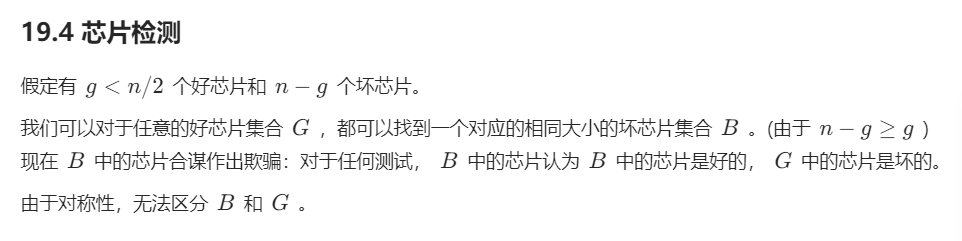 19.4 芯片检测
假定有 g < n/2 个好芯片和 n − g 个坏芯片。
我们可以对于任意的好芯片集合 G ，都可以找到一个对应的相同大小的坏芯片集合 B 。(由于 n − g ≥ g )
现在 B 中的芯片合谋作出欺骗：对于任何测试， B 中的芯片认为 B 中的芯片是好的， G 中的芯片是坏的。
由于对称性，无法区分 B 和 G 。